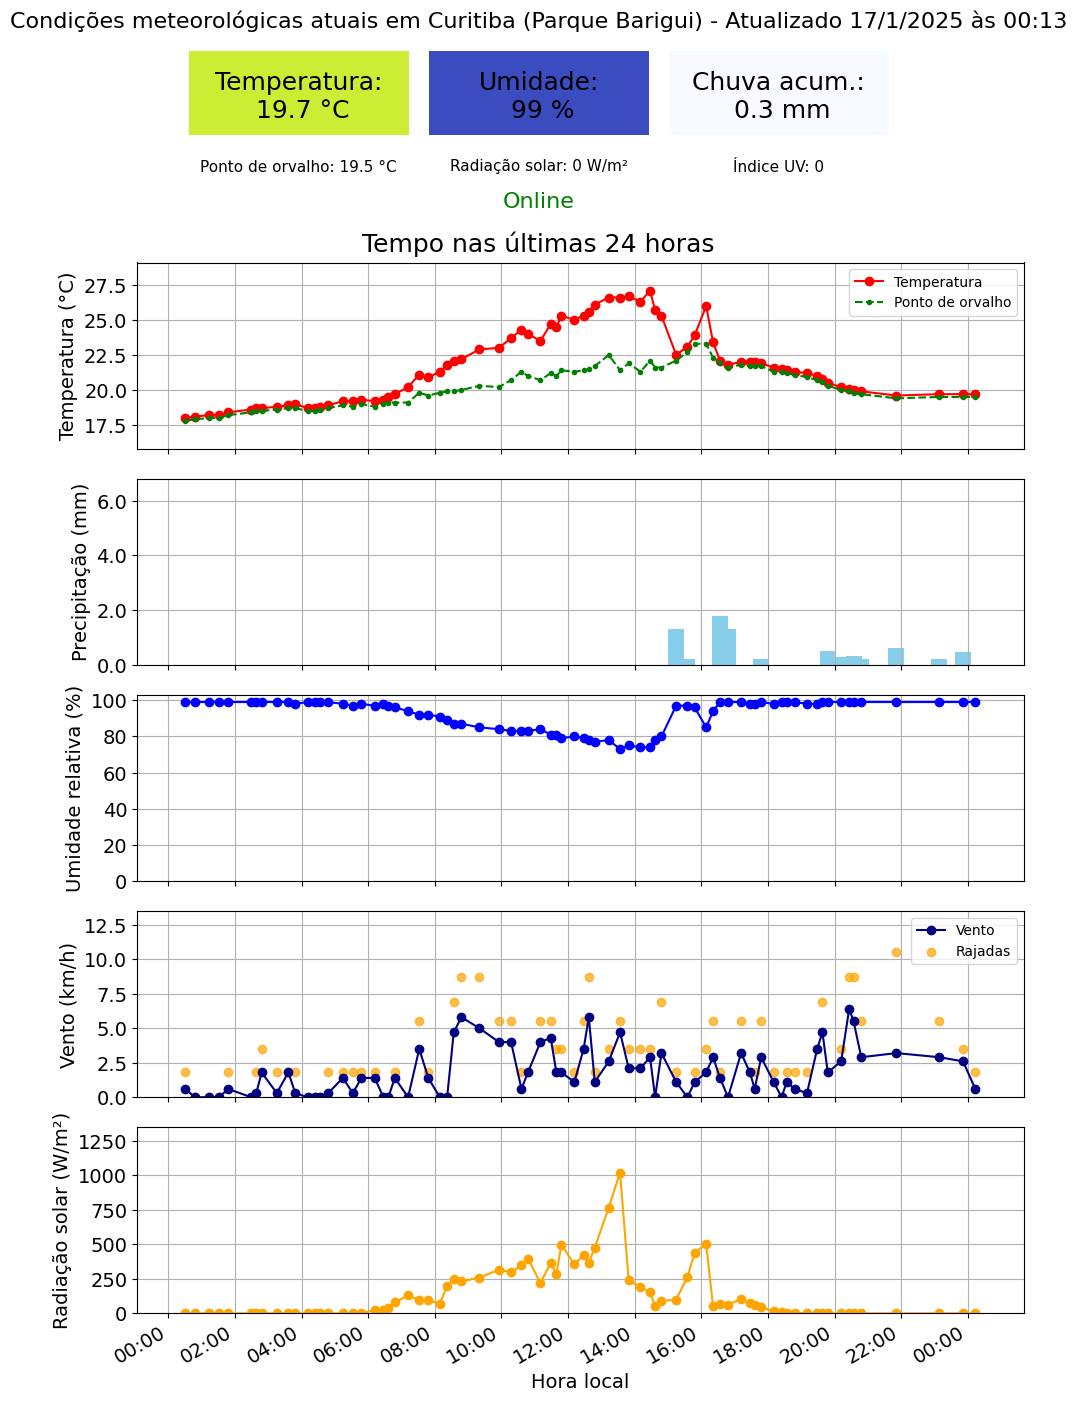 Condições meteorológicas atuais em Curitiba (Parque Barigui) - Atualizado 17/1/2025 às 00:13
Temperatura:
19.7 °C
Umidade:
99 %
Chuva acum.:
0.3 mm
Ponto de orvalho: 19.5 °C
Radiação solar: 0 W/m²
Índice UV: 0
Online
Tempo nas últimas 24 horas
Temperatura (°C)
27.5
25.0
22.5
20.0
17.5
Temperatura
Ponto de orvalho
Precipitação (mm)
6.0
4.0
2.0
0.0
Umidade relativa (%)
100
80
60
40
20
0
Vento (km/h)
12.5
10.0
7.5
5.0
2.5
0.0
Vento
Rajadas
Radiação solar (W/m²)
1250
1000
750
500
250
0
00:00 02:00 04:00 06:00 08:00 10:00 12:00 14:00 16:00 18:00 20:00 22:00 00:00
Hora local